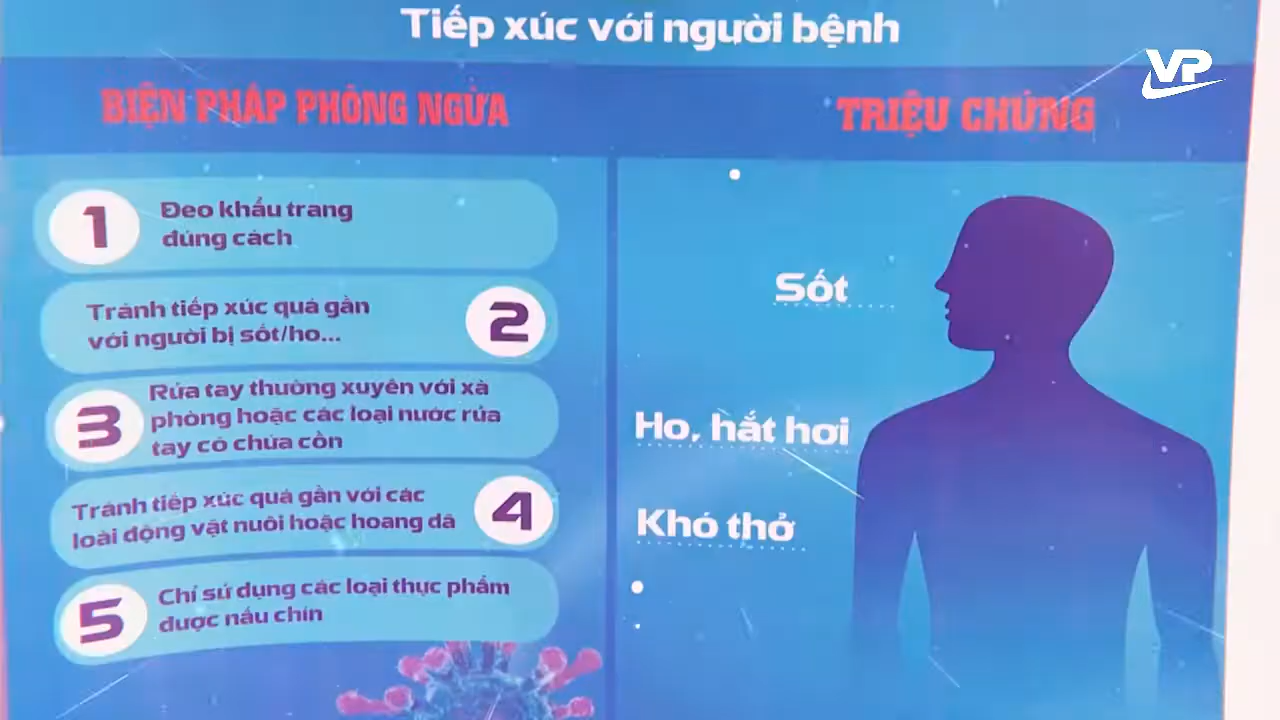 Tiếp xúc với người bệnh
VP
BIỆN PHÁP PHÒNG NGỪA
TRIỆU CHỨNG
1
Đeo khẩu trang
đúng cách
Tránh tiếp xúc quá gần
với người bị sốt/ho...
2
3
Rửa tay thường xuyên với xà
phòng hoặc các loại nước rửa
tay có chứa cồn
Tránh tiếp xúc quá gần với các
loài động vật nuôi hoặc hoang dã
4
5
Chỉ sử dụng các loại thực phẩm
được nấu chín
Sốt
Ho, hắt hơi
Khó thở